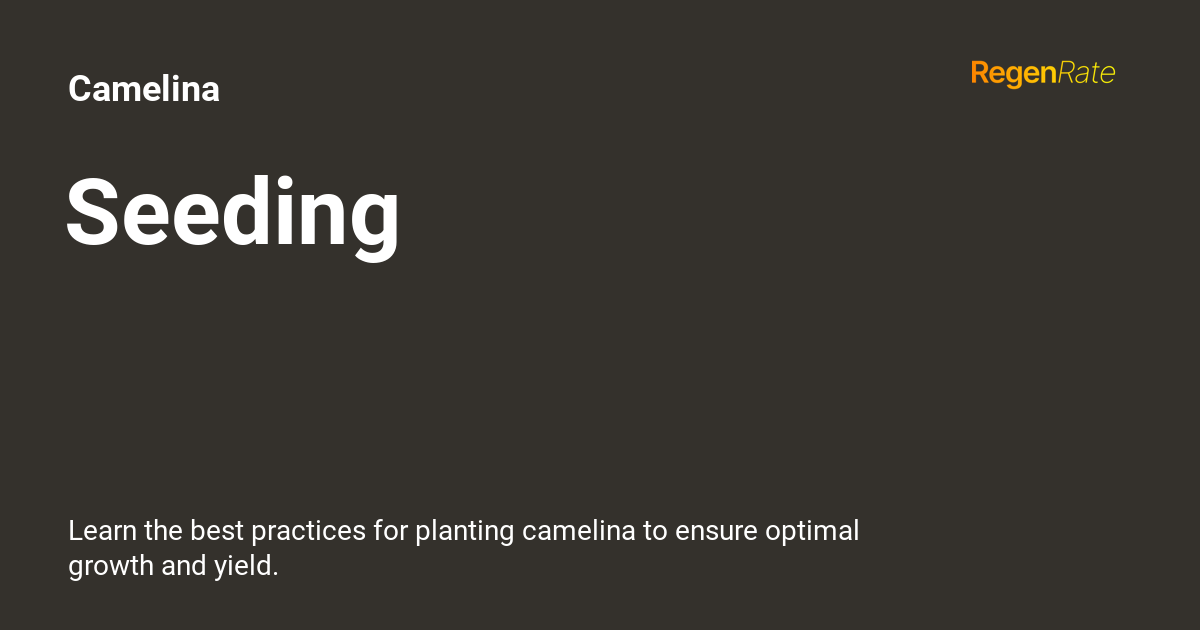 Camelina
RegenRate
Seeding
Learn the best practices for planting camelina to ensure optimal
growth and yield.